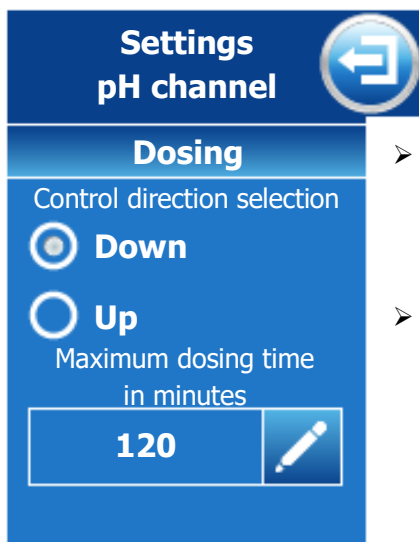 Settings
pH channel
Dosing
Control direction selection
Down
Up
Maximum dosing time
in minutes
120